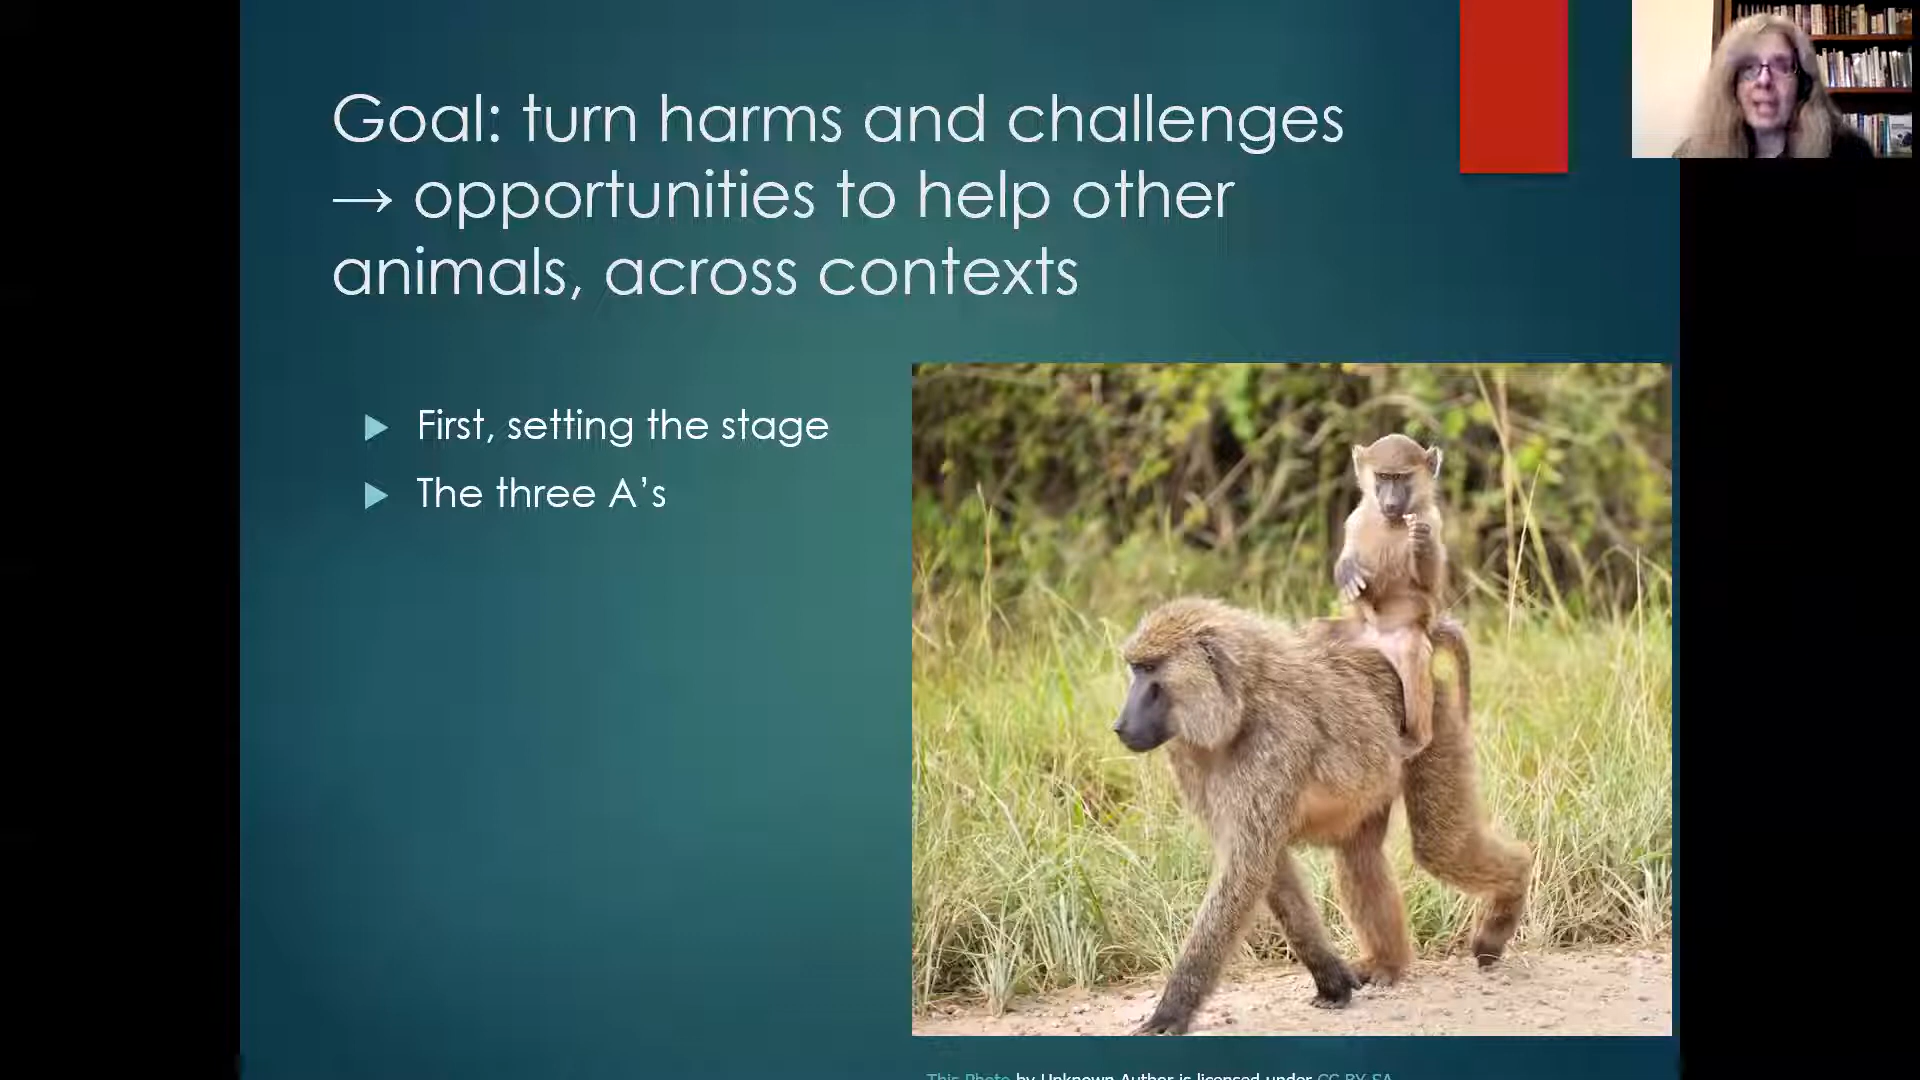 Goal: turn harms and challenges
→ opportunities to help other
animals, across contexts
▶ First, setting the stage
▶ The three A's
This Photo by Unknown Author is licensed under CC BY-SA